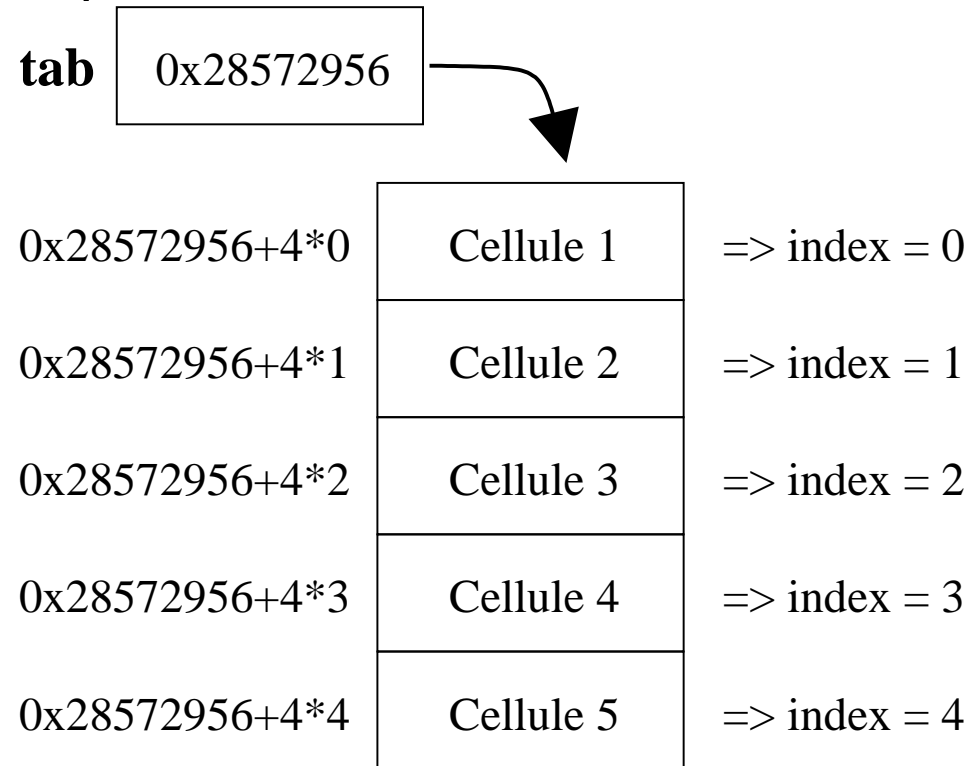 tab 0x28572956
0x28572956+4*0 Cellule 1 => index = 0
0x28572956+4*1 Cellule 2 => index = 1
0x28572956+4*2 Cellule 3 => index = 2
0x28572956+4*3 Cellule 4 => index = 3
0x28572956+4*4 Cellule 5 => index = 4